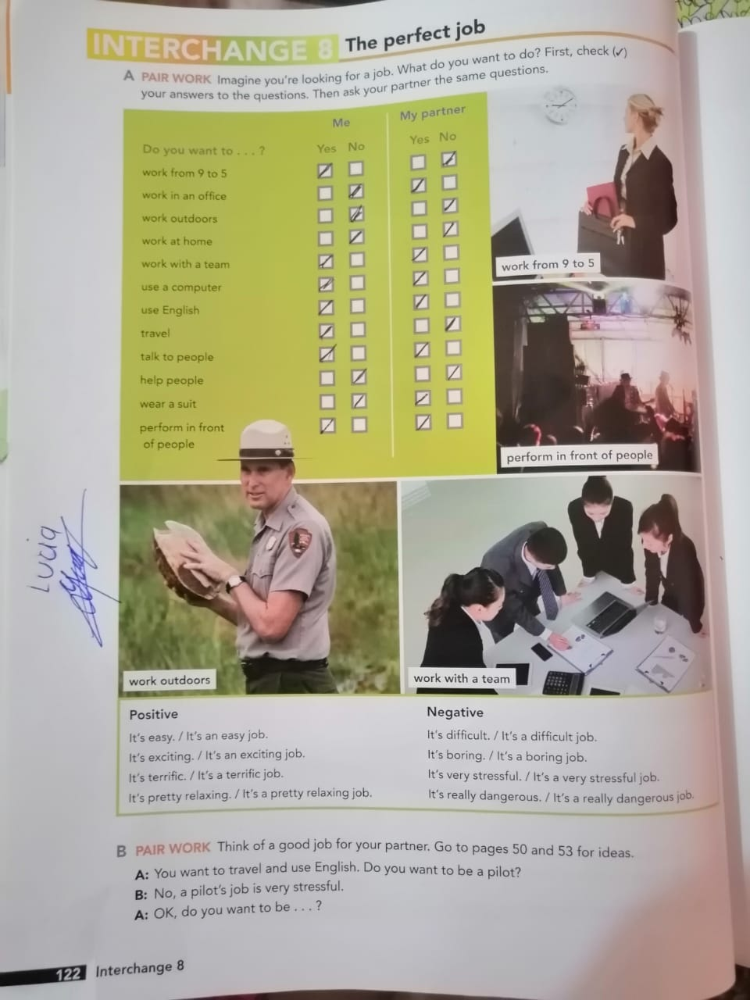 INTERCHANGE 8 The perfect job
A PAIR WORK Imagine you're looking for a job. What do you want to do? First, check (✓)
your answers to the questions. Then ask your partner the same questions.
Me My partner
Do you want to . . . ? Yes No Yes No
work from 9 to 5
work in an office
work outdoors
work at home
work with a team
use a computer
use English
travel
talk to people
help people
wear a suit
perform in front
of people
work from 9 to 5
perform in front of people
work outdoors
work with a team
Lucia
Positive
It's easy. / It's an easy job.
It's exciting. / It's an exciting job.
It's terrific. / It's a terrific job.
It's pretty relaxing. / It's a pretty relaxing job.
Negative
It's difficult. / It's a difficult job.
It's boring. / It's a boring job.
It's very stressful. / It's a very stressful job.
It's really dangerous. / It's a really dangerous job.
B PAIR WORK Think of a good job for your partner. Go to pages 50 and 53 for ideas.
A: You want to travel and use English. Do you want to be a pilot?
B: No, a pilot's job is very stressful.
A: OK, do you want to be . . . ?
122 Interchange 8